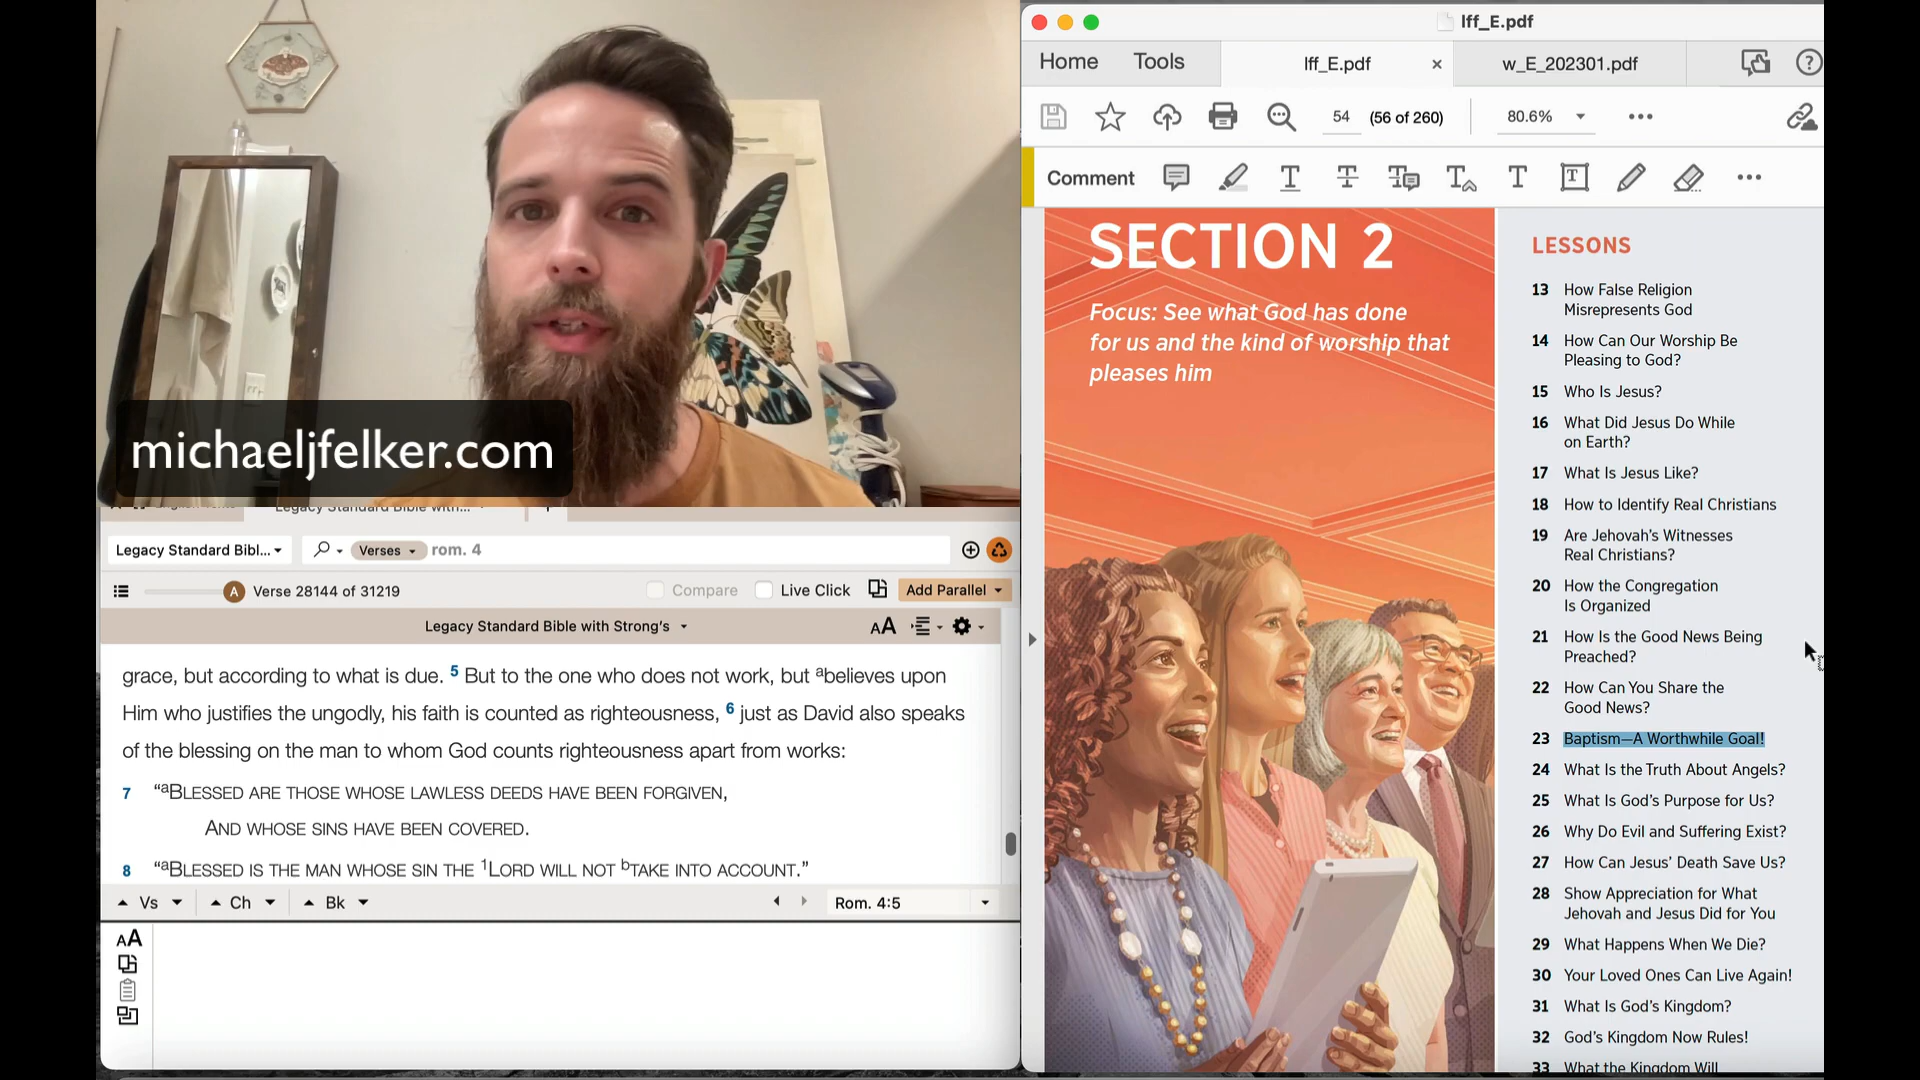 michaeljfelker.com
Legacy Standard Bible with...
Legacy Standard Bibl...
Verses
rom. 4
A
Verse 28144 of 31219
Compare
Live Click
Add Parallel
Legacy Standard Bible with Strong's
AA
grace, but according to what is due. 5 But to the one who does not work, but abelieves upon
Him who justifies the ungodly, his faith is counted as righteousness, 6 just as David also speaks
of the blessing on the man to whom God counts righteousness apart from works:
7 "aBLESSED ARE THOSE WHOSE LAWLESS DEEDS HAVE BEEN FORGIVEN,
AND WHOSE SINS HAVE BEEN COVERED.
8 "aBLESSED IS THE MAN WHOSE SIN THE 1LORD WILL NOT bTAKE INTO ACCOUNT."
Vs
Ch
Bk
Rom. 4:5
AA
lff_E.pdf
Home
Tools
lff_E.pdf
w_E_202301.pdf
54 (56 of 260)
80.6%
Comment
SECTION 2
Focus: See what God has done
for us and the kind of worship that
pleases him
LESSONS
13 How False Religion
Misrepresents God
14 How Can Our Worship Be
Pleasing to God?
15 Who Is Jesus?
16 What Did Jesus Do While
on Earth?
17 What Is Jesus Like?
18 How to Identify Real Christians
19 Are Jehovah's Witnesses
Real Christians?
20 How the Congregation
Is Organized
21 How Is the Good News Being
Preached?
22 How Can You Share the
Good News?
23 Baptism—A Worthwhile Goal!
24 What Is the Truth About Angels?
25 What Is God's Purpose for Us?
26 Why Do Evil and Suffering Exist?
27 How Can Jesus' Death Save Us?
28 Show Appreciation for What
Jehovah and Jesus Did for You
29 What Happens When We Die?
30 Your Loved Ones Can Live Again!
31 What Is God's Kingdom?
32 God's Kingdom Now Rules!
33 What the Kingdom Will